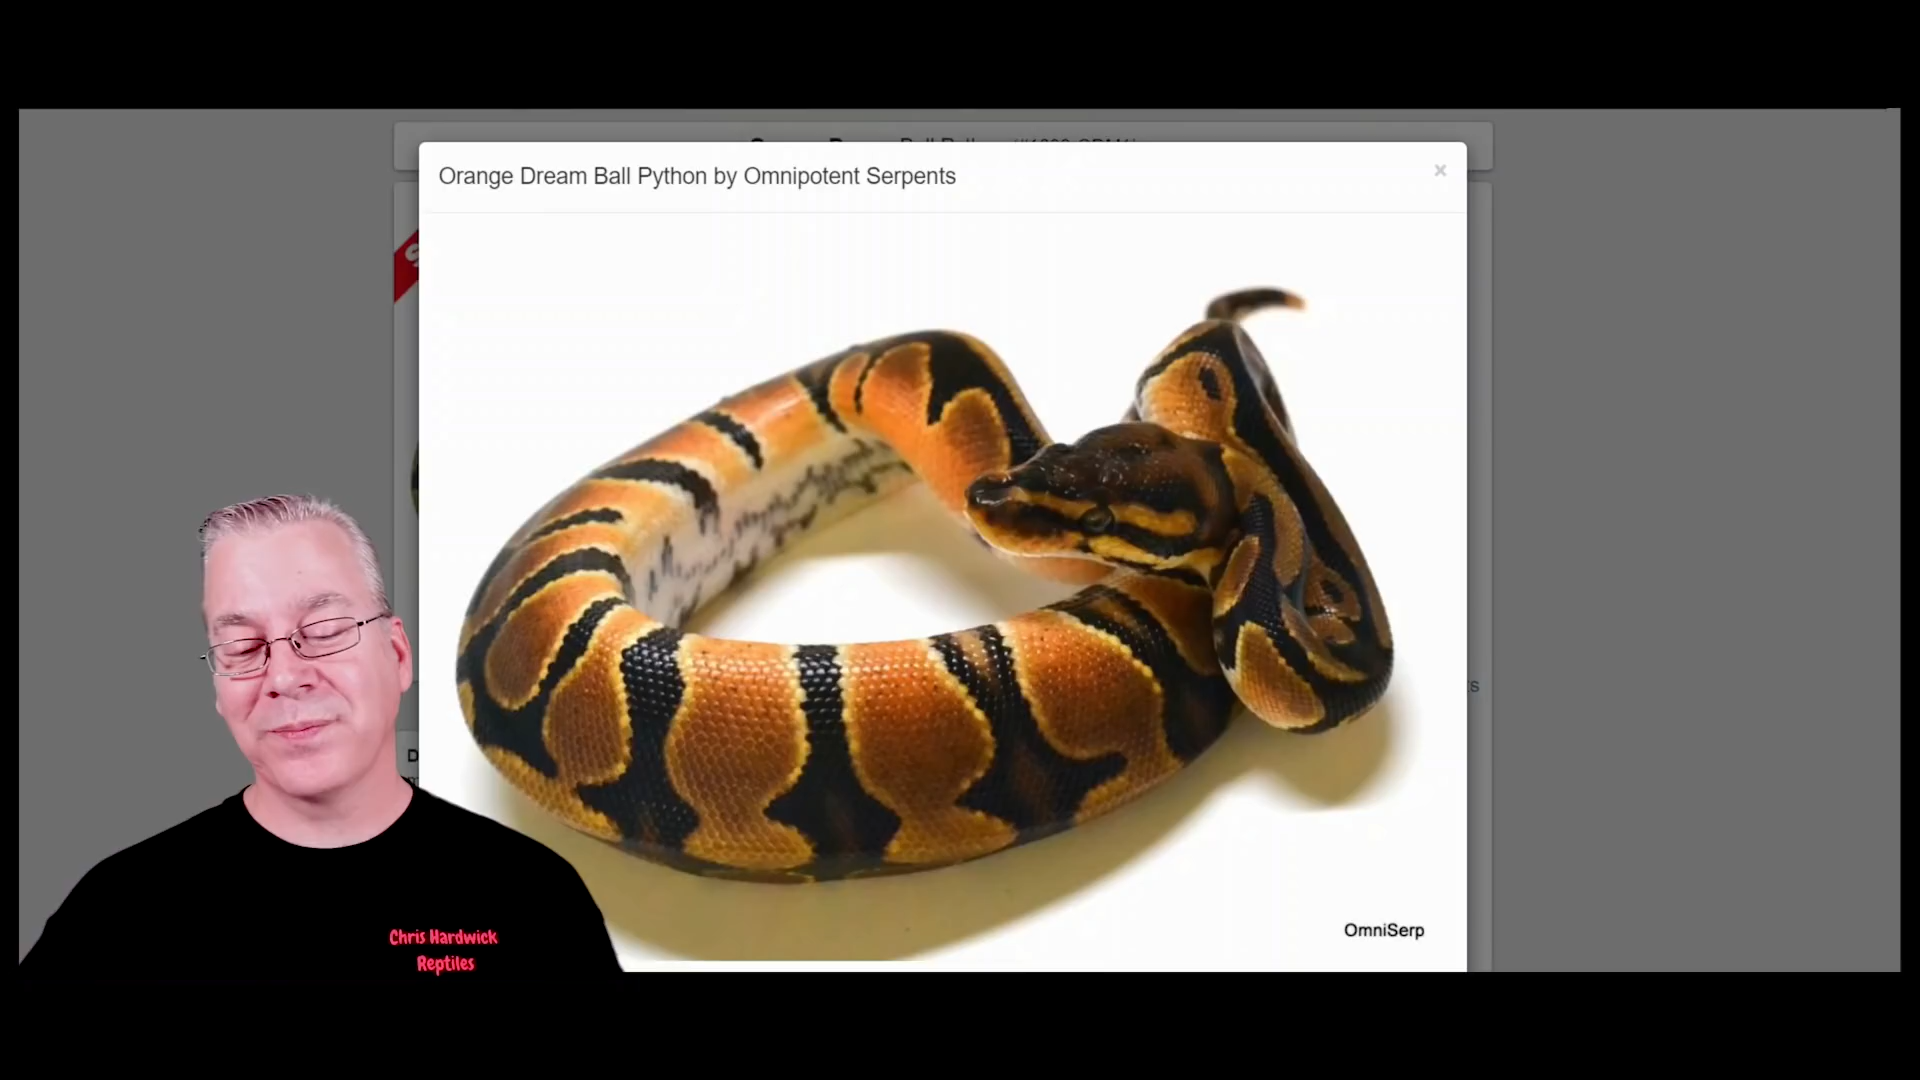 Orange Dream Ball Python by Omnipotent Serpents
×
OmniSerp
Chris Hardwick
Reptiles